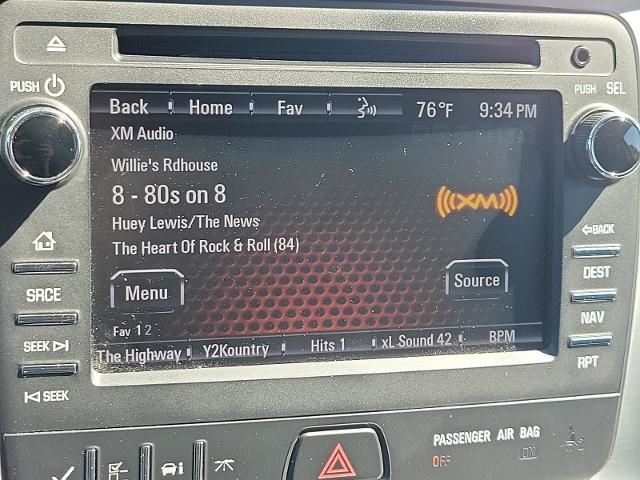 PUSH
PUSH SEL
Back Home Fav 76°F 9:34 PM
XM Audio
Willie's Rdhouse
8 - 80s on 8
XM
Huey Lewis/The News
The Heart Of Rock & Roll (84)
BACK
Menu Source
DEST
SRCE
NAV
Fav 1 2
SEEK
The Highway Y2Kountry Hits 1 xL Sound 42 BPM
RPT
SEEK
PASSENGER AIR BAG
OFF ON